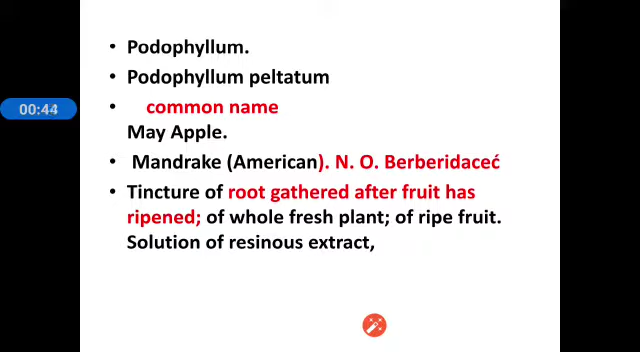 • Podophyllum.
• Podophyllum peltatum
• common name
May Apple.
• Mandrake (American). N. O. Berberidaceć
• Tincture of root gathered after fruit has
ripened; of whole fresh plant; of ripe fruit.
Solution of resinous extract,
00:44